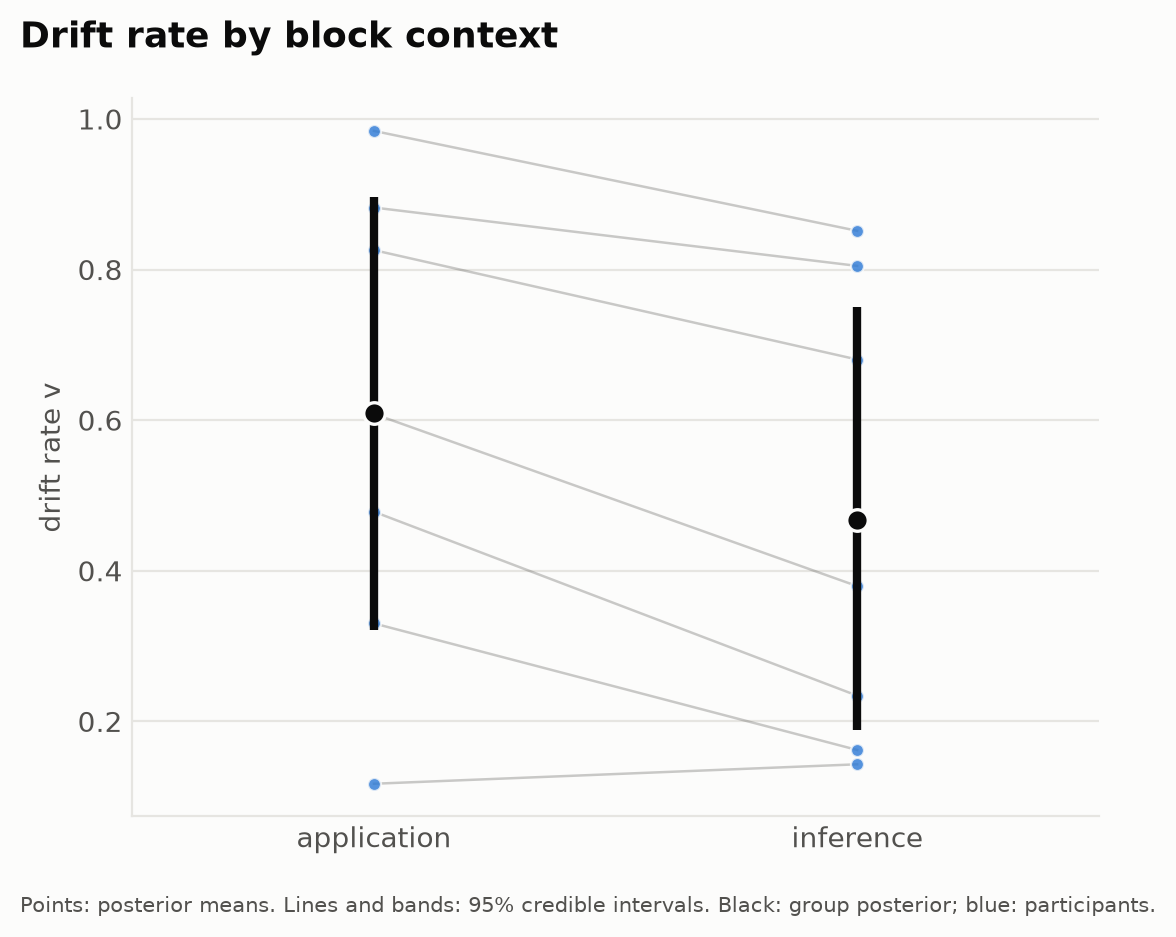 Drift rate by block context
1.0
0.8
0.6
0.4
0.2
drift rate v
application
inference
Points: posterior means. Lines and bands: 95% credible intervals. Black: group posterior; blue: participants.